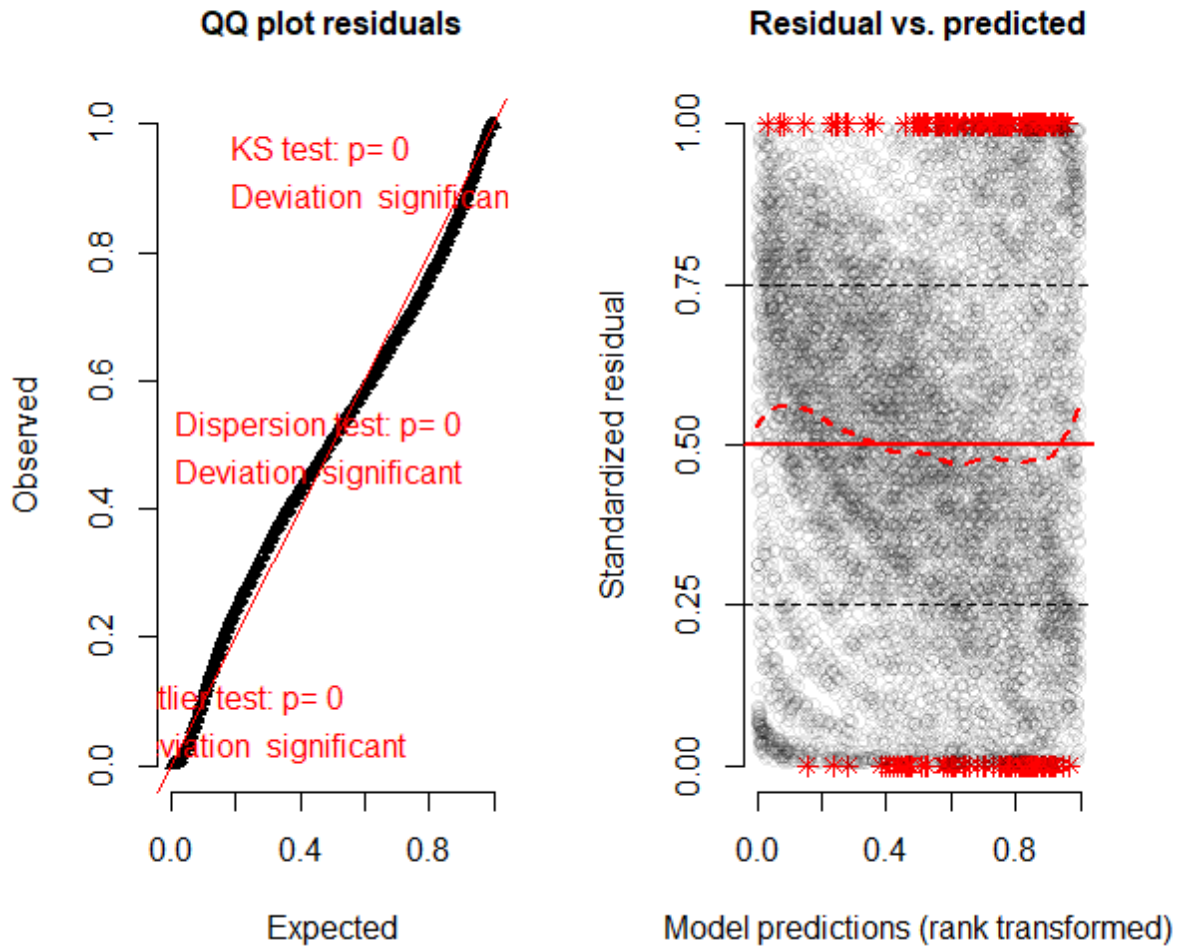 QQ plot residuals
KS test: p= 0
Deviation significan
Dispersion test: p= 0
Deviation significant
tlier test: p= 0
viation significant
Observed
0.0
0.2
0.4
0.6
0.8
1.0
0.0 0.4 0.8
Expected
Residual vs. predicted
Standardized residual
0.00
0.25
0.50
0.75
1.00
0.0 0.4 0.8
Model predictions (rank transformed)